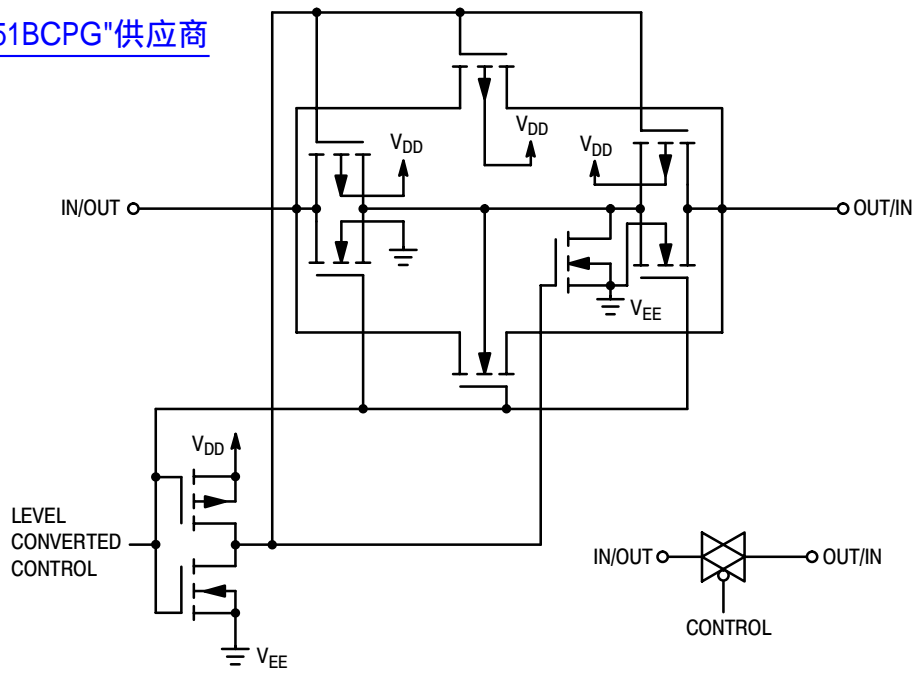 51BCPG"供应商
VDD
VDD
VDD
IN/OUT
OUT/IN
VEE
VDD
LEVEL
CONVERTED
CONTROL
VEE
IN/OUT
OUT/IN
CONTROL